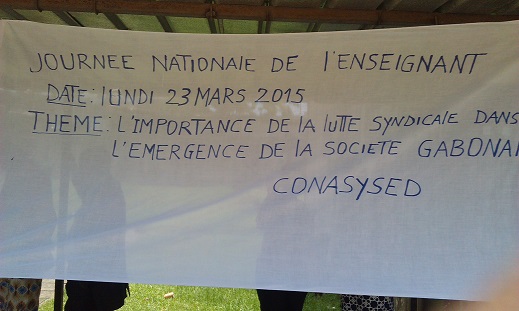 JOURNEE NATIONALE DE L'ENSEIGNANT
DATE: LUNDI 23 MARS 2015
THEME: L'IMPORTANCE DE LA LUTTE SYNDICALE DANS
L'EMERGENCE DE LA SOCIETE GABONAI
CONASYSED